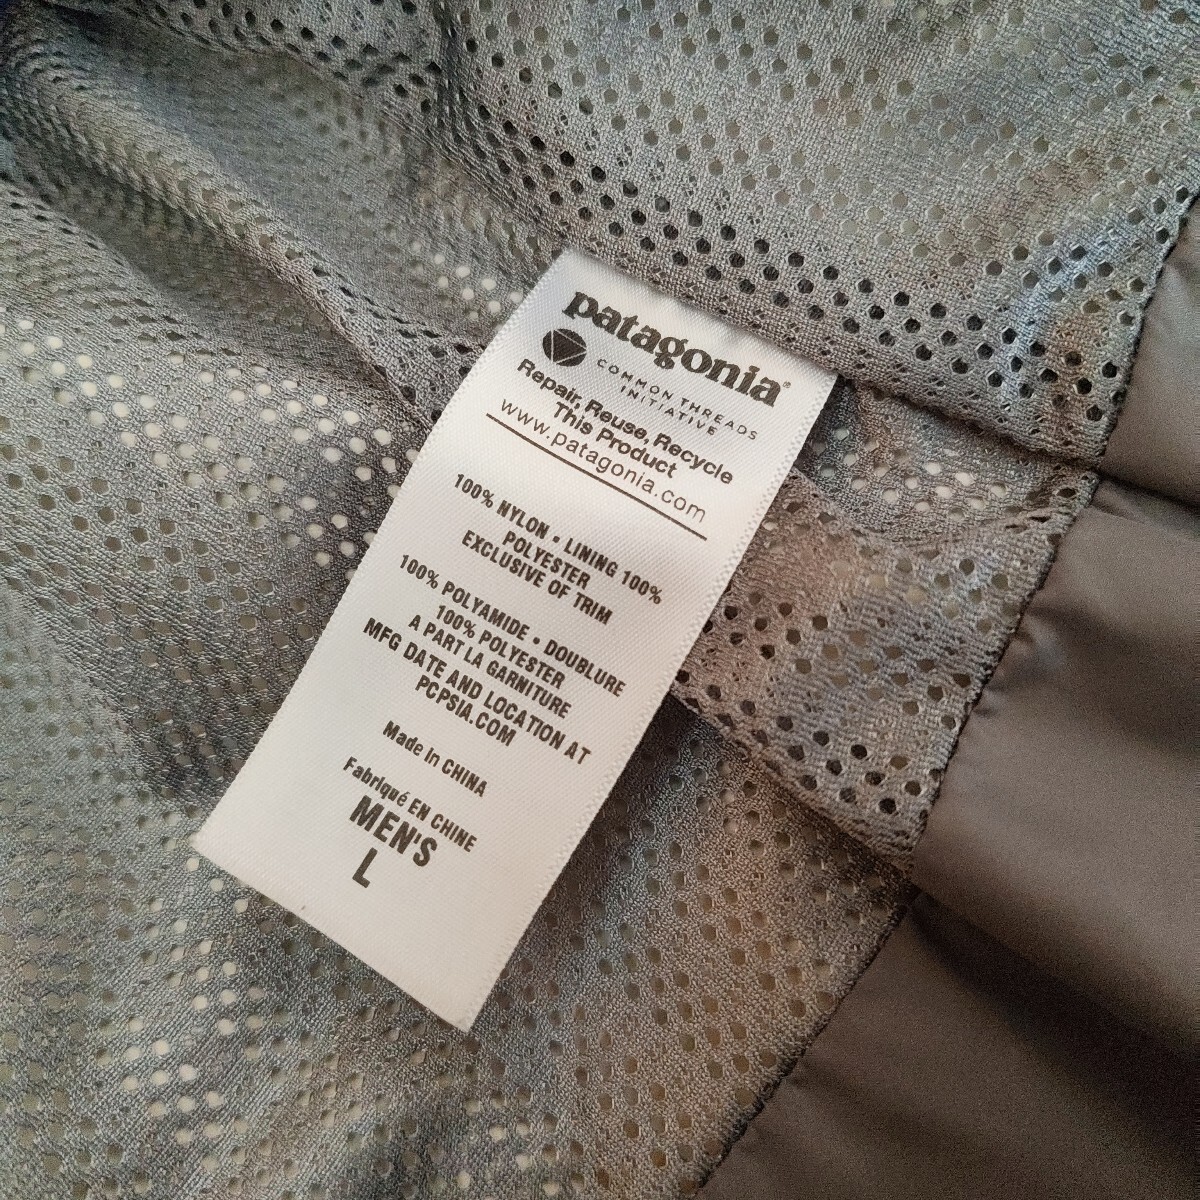 patagonia®
COMMON THREADS
INITIATIVE
Repair, Reuse, Recycle
This Product
www.patagonia.com
100% NYLON • LINING 100%
POLYESTER
EXCLUSIVE OF TRIM
100% POLYAMIDE • DOUBLURE
100% POLYESTER
A PART LA GARNITURE
MFG DATE AND LOCATION AT
PCPSIA.COM
Made in CHINA
Fabriqué EN CHINE
MEN'S
L